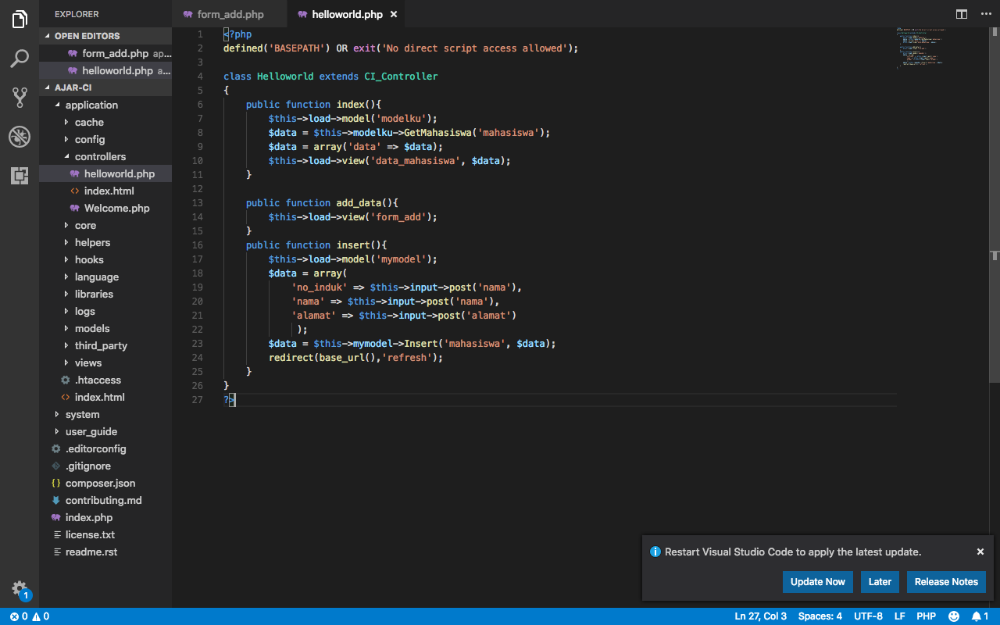 EXPLORER
OPEN EDITORS
form_add.php ap...
helloworld.php a...
AJAR-CI
application
cache
config
controllers
helloworld.php
<> index.html
Welcome.php
core
helpers
hooks
language
libraries
logs
models
third_party
views
.htaccess
<> index.html
system
user_guide
.editorconfig
.gitignore
{} composer.json
contributing.md
index.php
license.txt
readme.rst
1
form_add.php
helloworld.php ×
1 <?php
2 defined('BASEPATH') OR exit('No direct script access allowed');
3
4 class Helloworld extends CI_Controller
5 {
6 public function index(){
7 $this->load->model('modelku');
8 $data = $this->modelku->GetMahasiswa('mahasiswa');
9 $data = array('data' => $data);
10 $this->load->view('data_mahasiswa', $data);
11 }
12
13 public function add_data(){
14 $this->load->view('form_add');
15 }
16 public function insert(){
17 $this->load->model('mymodel');
18 $data = array(
19 'no_induk' => $this->input->post('nama'),
20 'nama' => $this->input->post('nama'),
21 'alamat' => $this->input->post('alamat')
22 );
23 $data = $this->mymodel->Insert('mahasiswa', $data);
24 redirect(base_url(),'refresh');
25 }
26 }
27 ?>
Restart Visual Studio Code to apply the latest update. ×
Update Now Later Release Notes
0 0 Ln 27, Col 3 Spaces: 4 UTF-8 LF PHP 1